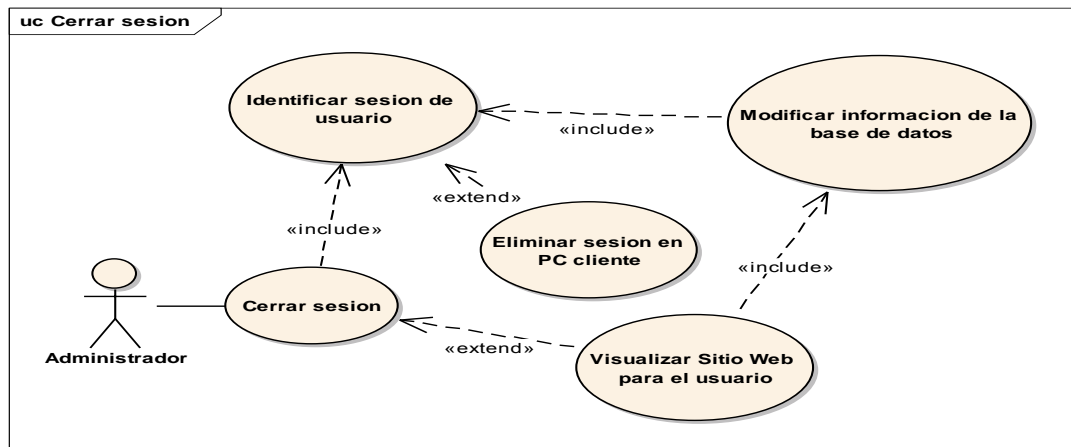 uc Cerrar sesion
Identificar sesion de
usuario
Modificar informacion de la
base de datos
«include»
«extend»
«include»
Eliminar sesion en
PC cliente
«include»
Cerrar sesion
«extend»
Visualizar Sitio Web
para el usuario
Administrador